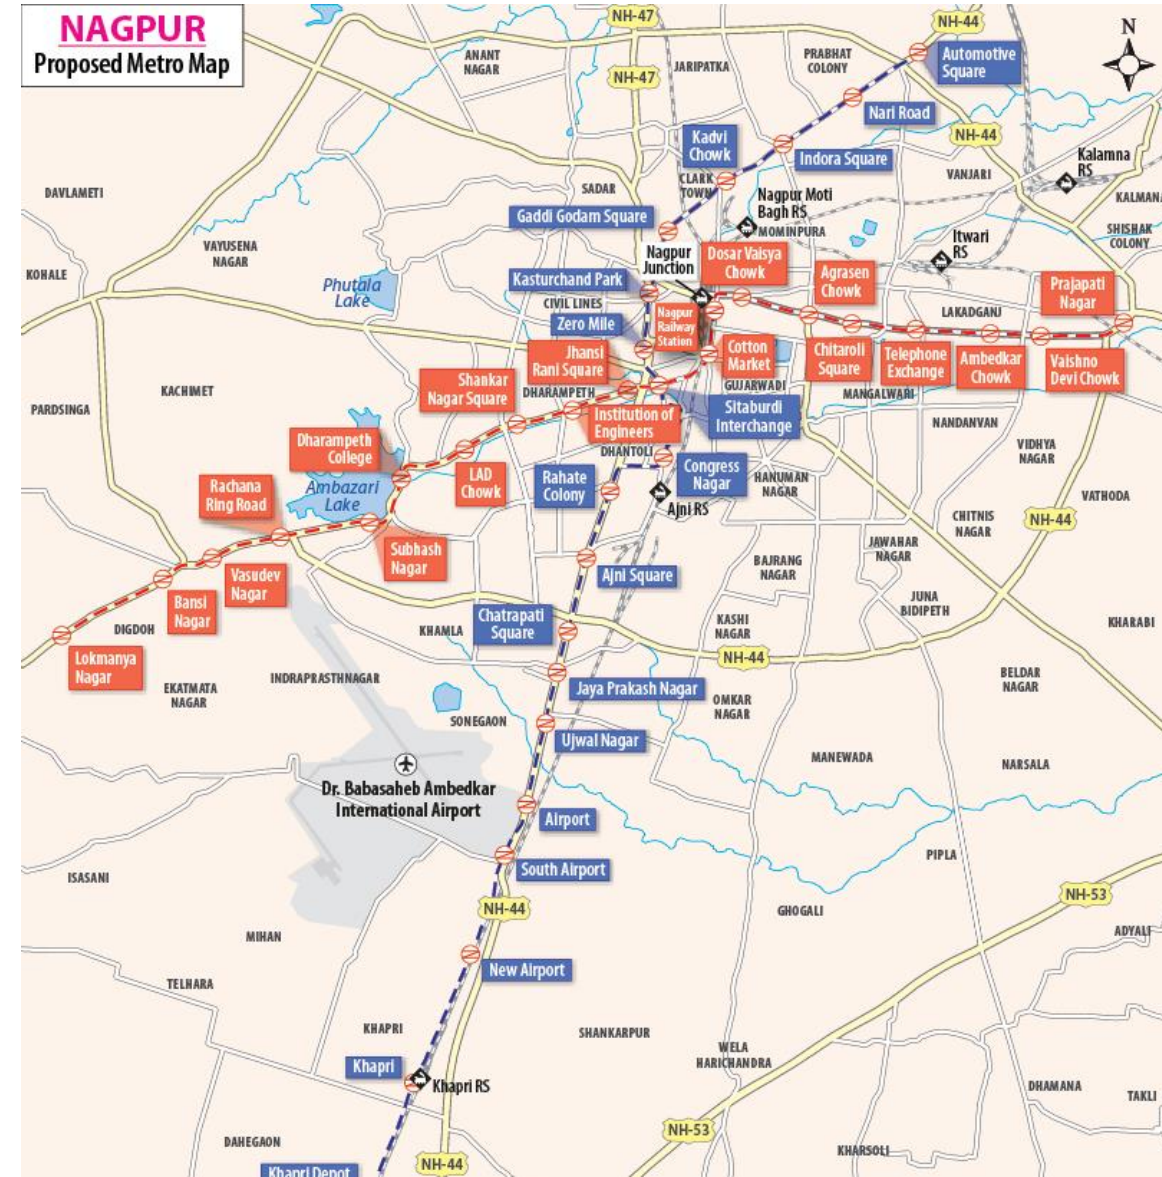 NAGPUR
Proposed Metro Map
NH-47
NH-44
N
ANANT
NAGAR
NH-47
JARIPATKA
PRABHAT
COLONY
Automotive
Square
Nari Road
NH-44
Kadvi
Chowk
Indora Square
Kalamna
RS
CLARK
TOWN
VANJARI
DAVLAMETI
SADAR
Nagpur Moti
Bagh RS
KALMANA
Gaddi Godam Square
MOMINPURA
SHISHAK
COLONY
VAYUSENA
NAGAR
Nagpur
Junction
Dosar Vaisya
Chowk
Itwari
RS
KOHALE
Phutala
Lake
Kasturchand Park
Agrasen
Chowk
Prajapati
Nagar
CIVIL LINES
LAKADGANJ
Zero Mile
Nagpur
Railway
Station
Jhansi
Rani Square
Cotton
Market
Chitaroli
Square
Telephone
Exchange
Ambedkar
Chowk
Vaishno
Devi Chowk
Shankar
Nagar Square
DHARAMPETH
GUJARWADI
MANGALWARI
KACHMET
PARDSINGA
Institution of
Engineers
Sitaburdi
Interchange
NANDANVAN
Dharampeth
College
DHANTOLI
VIDHYA
NAGAR
LAD
Chowk
Rahate
Colony
Congress
Nagar
HANUMAN
NAGAR
Rachana
Ring Road
Ambazari
Lake
VATHODA
Ajni RS
CHITNIS
NAGAR
NH-44
Subhash
Nagar
JAWAHAR
NAGAR
Vasudev
Nagar
Ajni Square
BAJRANG
NAGAR
Bansi
Nagar
JUNA
BIDIPETH
DIGDOH
KHAMLA
Chatrapati
Square
KASHI
NAGAR
KHARABI
Lokmanya
Nagar
NH-44
EKATMATA
NAGAR
INDRAPRASTHNAGAR
Jaya Prakash Nagar
OMKAR
NAGAR
BELDAR
NAGAR
SONEGAON
Ujwal Nagar
MANEWADA
NARSALA
Dr. Babasaheb Ambedkar
International Airport
Airport
PIPLA
ISASANI
South Airport
NH-53
NH-44
GHOGALI
ADYALI
MIHAN
New Airport
TELHARA
KHAPRI
SHANKARPUR
WELA
HARICHANDRA
Khapri
Khapri RS
DHAMANA
TAKLI
NH-53
DAHEGAON
KHARSOLI
NH-44
Khapri Depot